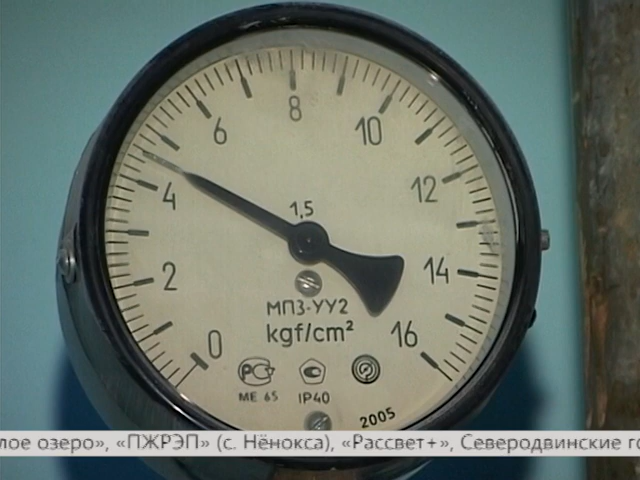 8
6
10
4
12
1,5
2
14
МПЗ-УУ2
0
kgf/cm²
16
РСТ
МЕ 65
IP40
2005
лое озеро», «ПЖРЭП» (с. Нёнокса), «Рассвет+», Северодвинские го